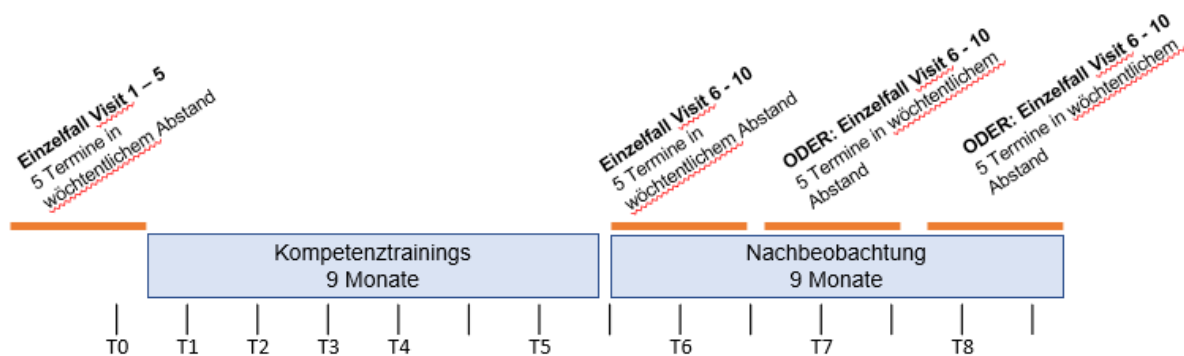 Einzelfall Visit 1 – 5
5 Termine in
wöchtentlichem Abstand
Einzelfall Visit 6 - 10
5 Termine in
wöchtentlichem Abstand
ODER: Einzelfall Visit 6 - 10
5 Termine in wöchtentlichem
Abstand
ODER: Einzelfall Visit 6 - 10
5 Termine in wöchtentlichem
Abstand
Kompetenztrainings
9 Monate
Nachbeobachtung
9 Monate
T0 T1 T2 T3 T4 T5 T6 T7 T8